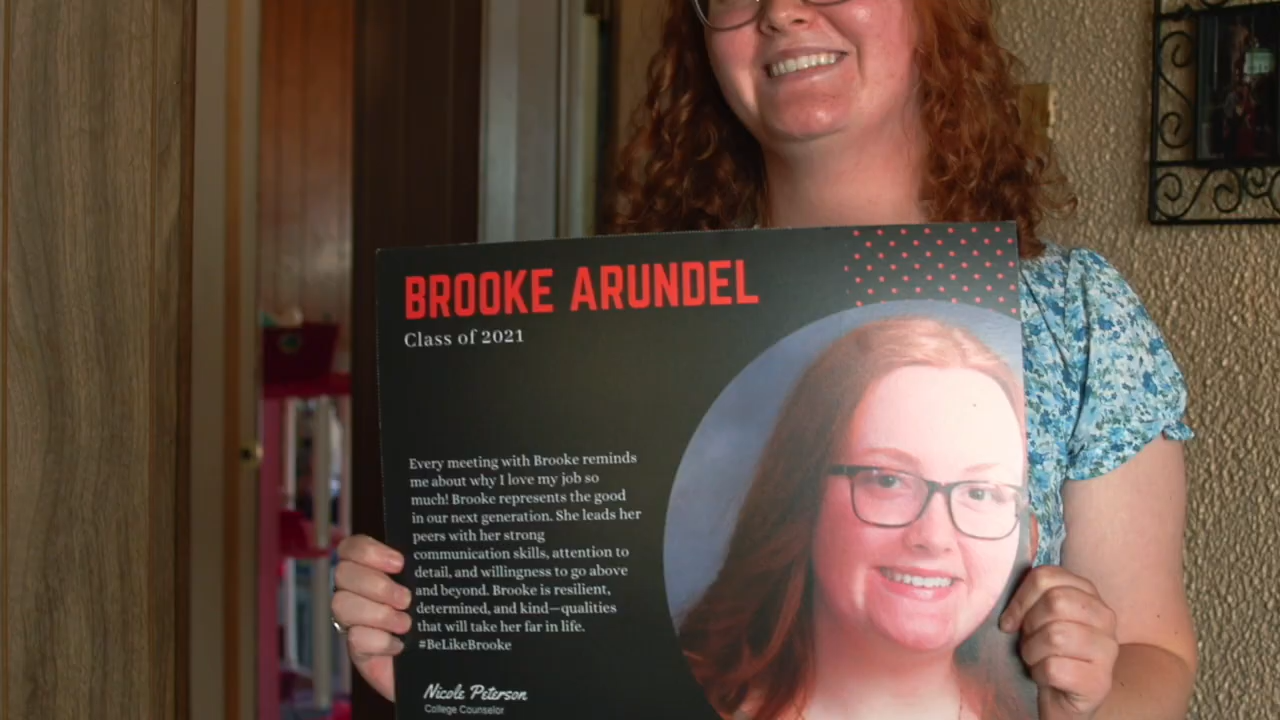 BROOKE ARUNDEL
Class of 2021
Every meeting with Brooke reminds
me about why I love my job so
much! Brooke represents the good
in our next generation. She leads her
peers with her strong
communication skills, attention to
detail, and willingness to go above
and beyond. Brooke is resilient,
determined, and kind—qualities
that will take her far in life.
#BeLikeBrooke
Nicole Peterson
College Counselor